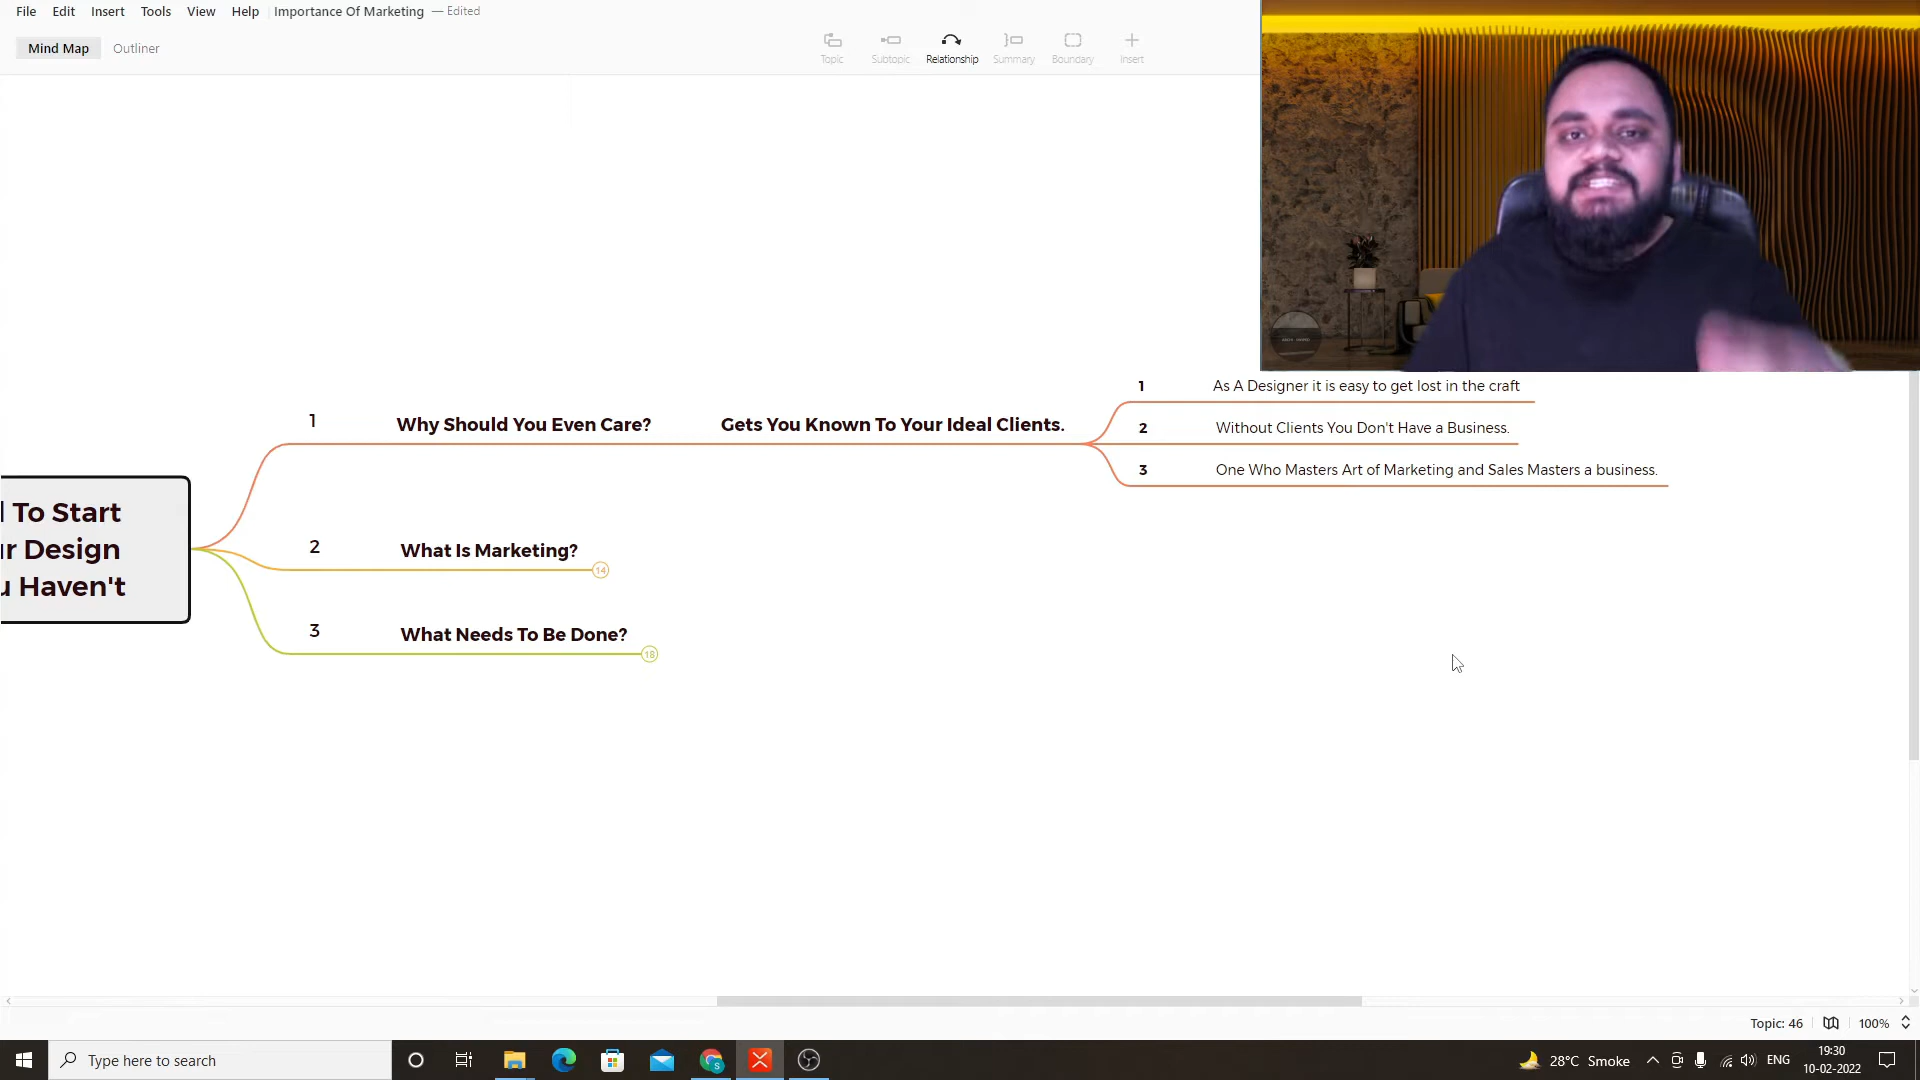 File Edit Insert Tools View Help Importance Of Marketing — Edited
Mind Map Outliner
Topic Subtopic Relationship Summary Boundary Insert
1 Why Should You Even Care? Gets You Known To Your Ideal Clients.
1 As A Designer it is easy to get lost in the craft
2 Without Clients You Don't Have a Business.
3 One Who Masters Art of Marketing and Sales Masters a business.
To Start
Design
Haven't
2 What Is Marketing? 14
3 What Needs To Be Done? 18
Topic: 46 100%
Type here to search
S
28°C Smoke ENG 19:30
10-02-2022